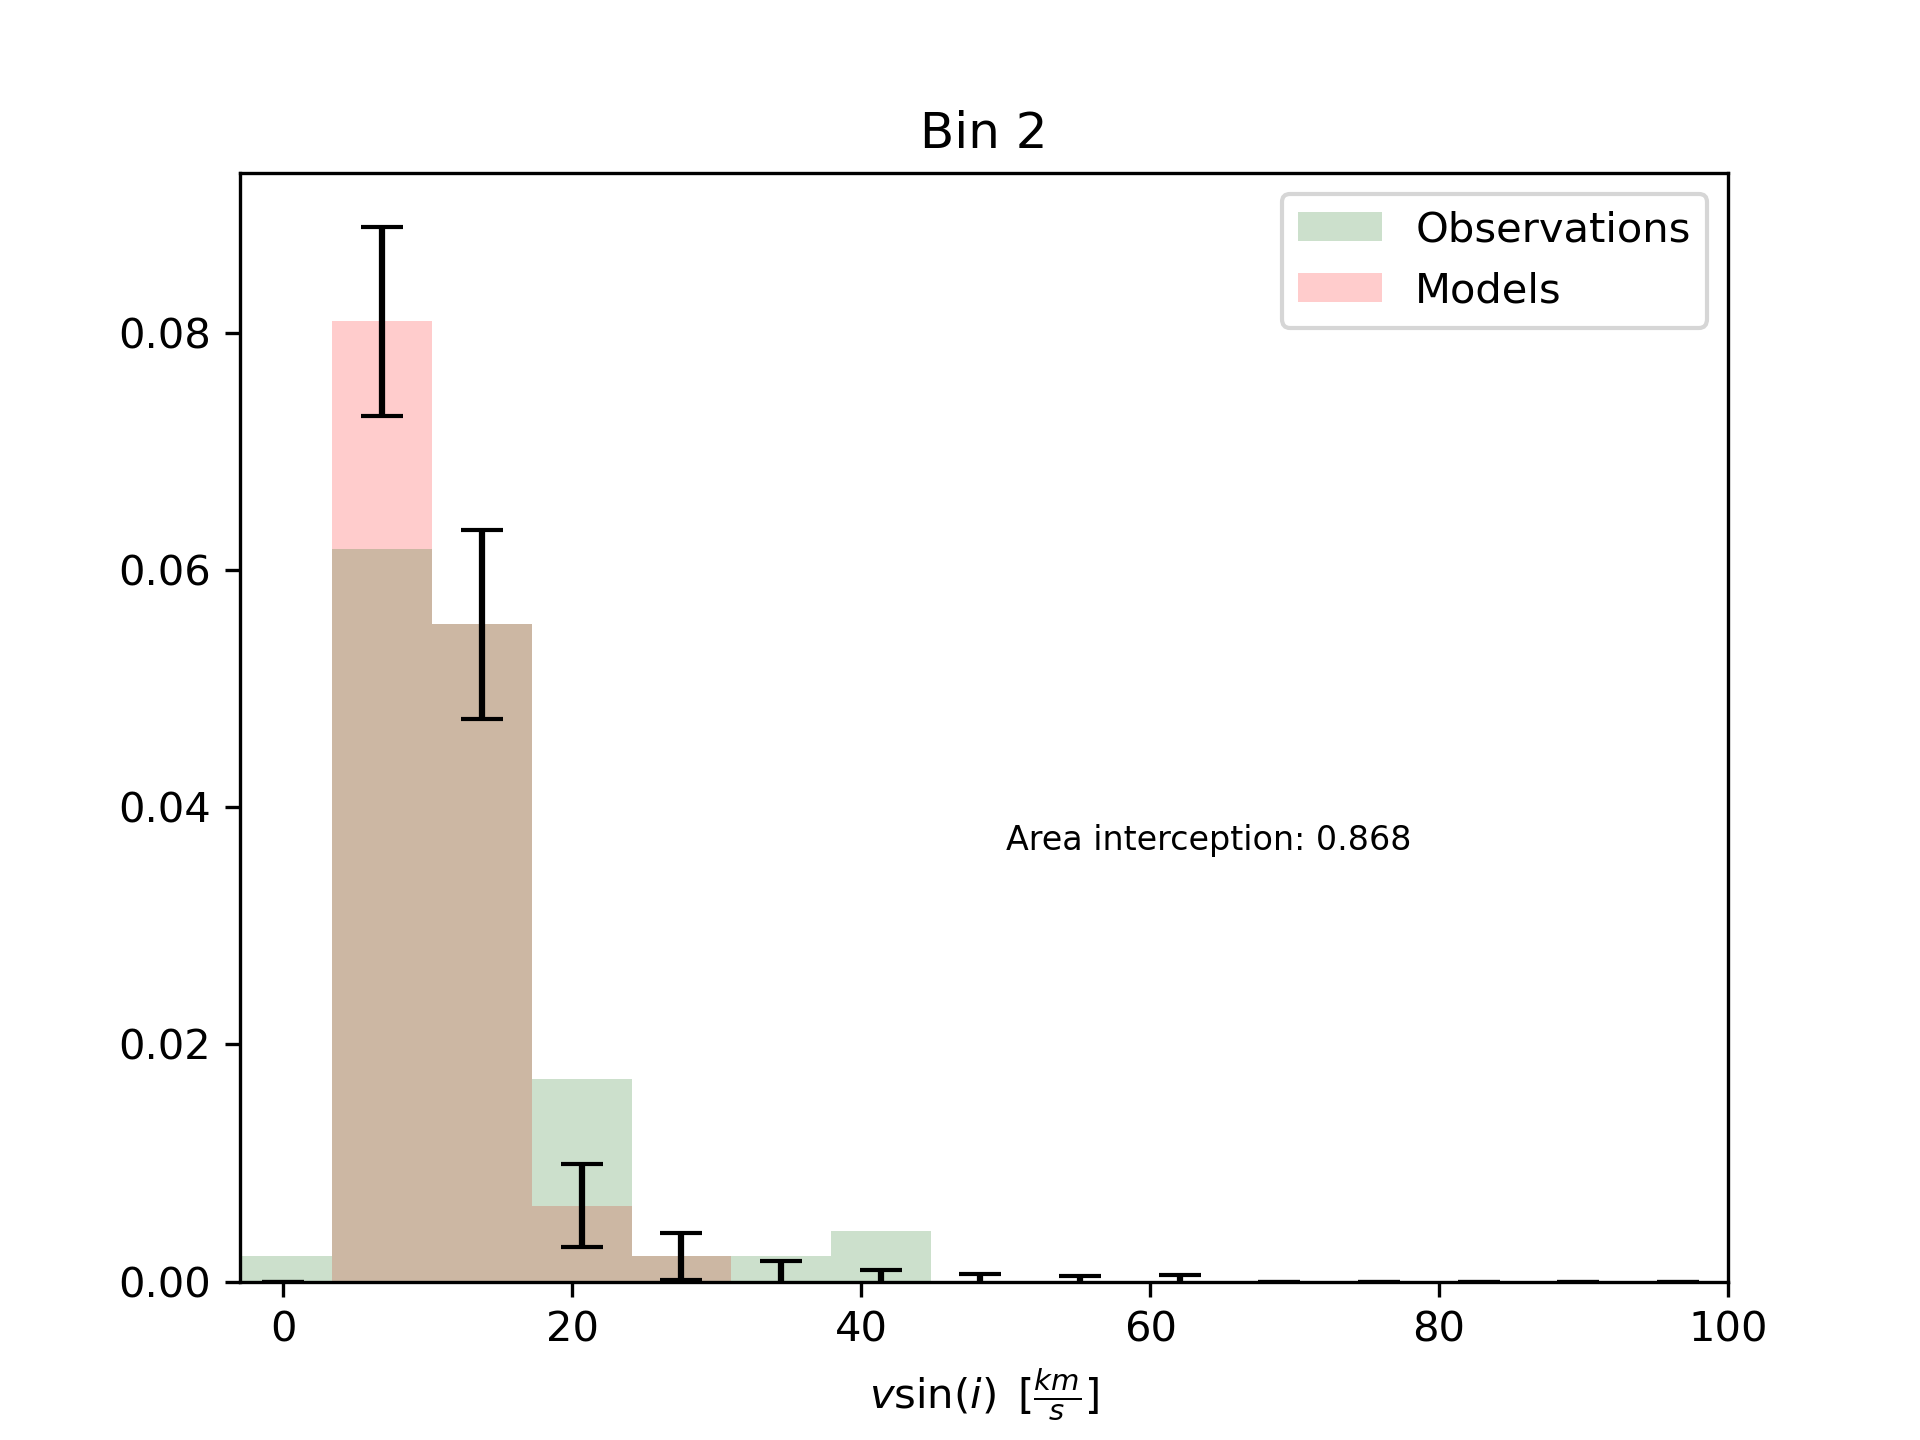 Bin 2
Observations
Models
0.08
0.06
0.04
0.02
0.00
Area interception: 0.868
0 20 40 60 80 100
v sin(i) [km/s]